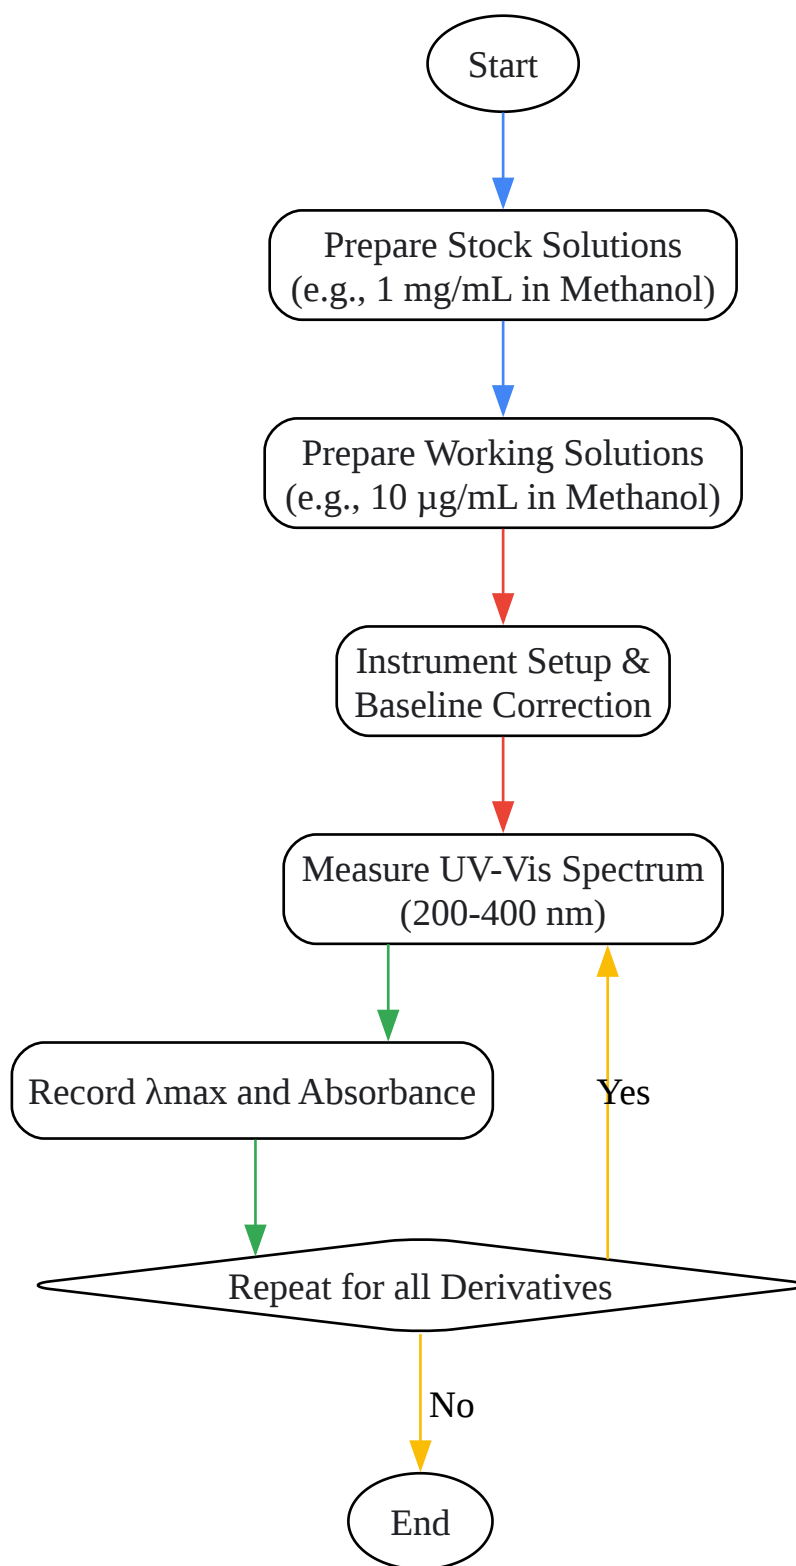 Start
Prepare Stock Solutions
(e.g., 1 mg/mL in Methanol)
Prepare Working Solutions
(e.g., 10 µg/mL in Methanol)
Instrument Setup &
Baseline Correction
Measure UV-Vis Spectrum
(200-400 nm)
Record λmax and Absorbance
Yes
Repeat for all Derivatives
No
End